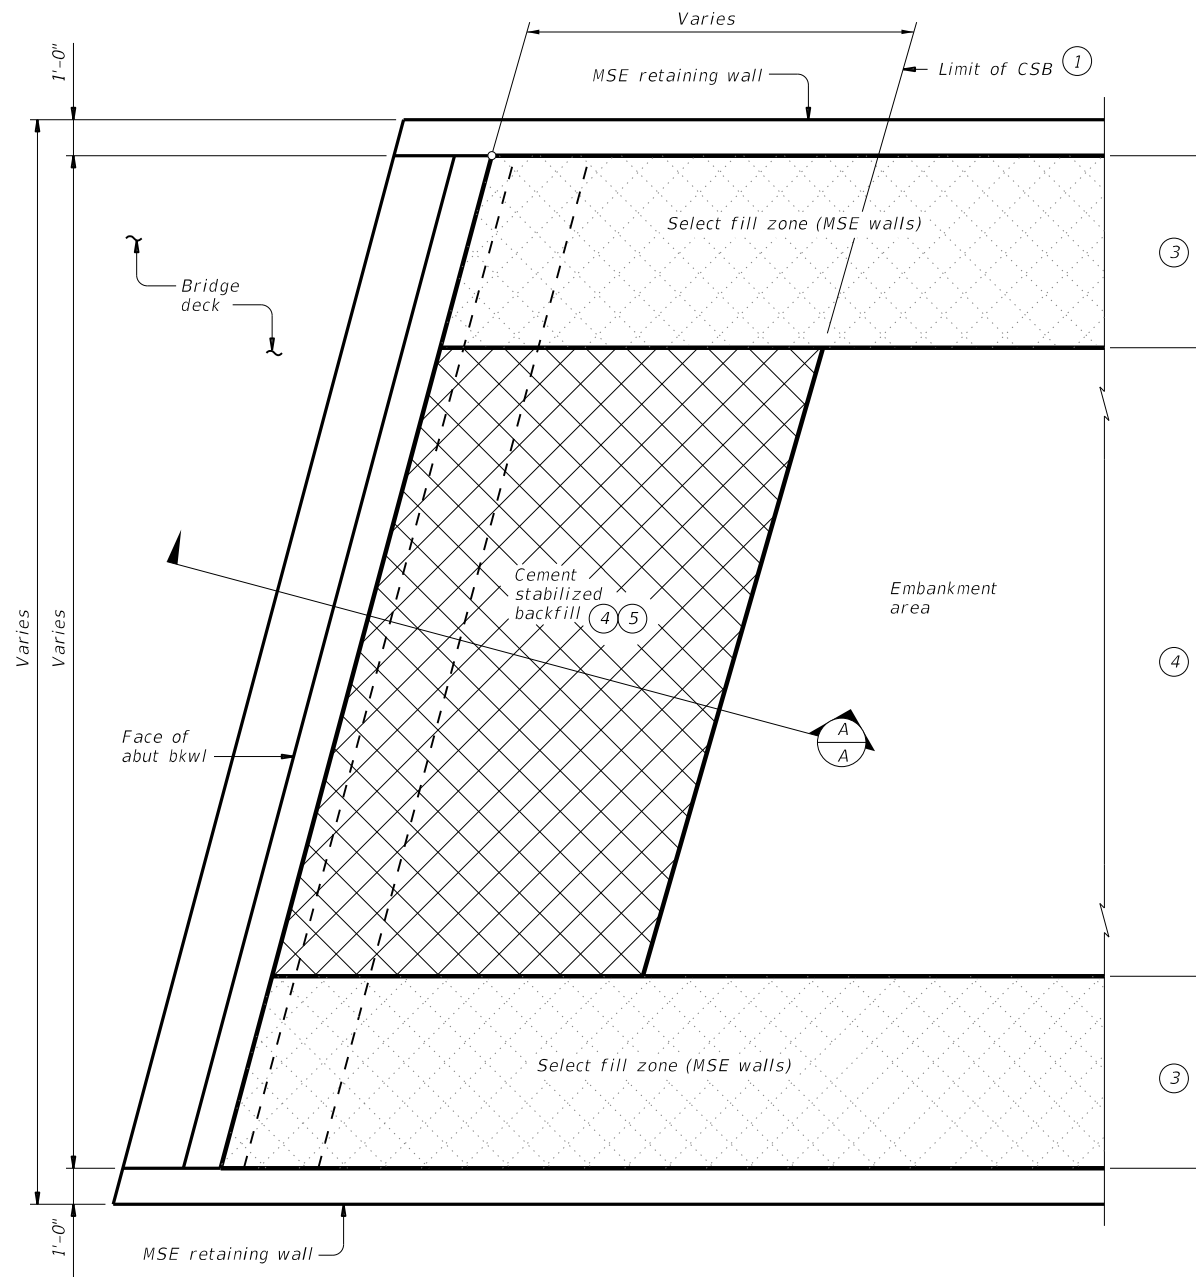 Varies
1'-0"
MSE retaining wall
Limit of CSB 1
Select fill zone (MSE walls)
3
Bridge
deck
Cement
stabilized
backfill 4 5
Embankment
area
Varies
Varies
4
Face of
abut bkwl
A
A
Select fill zone (MSE walls)
3
1'-0"
MSE retaining wall